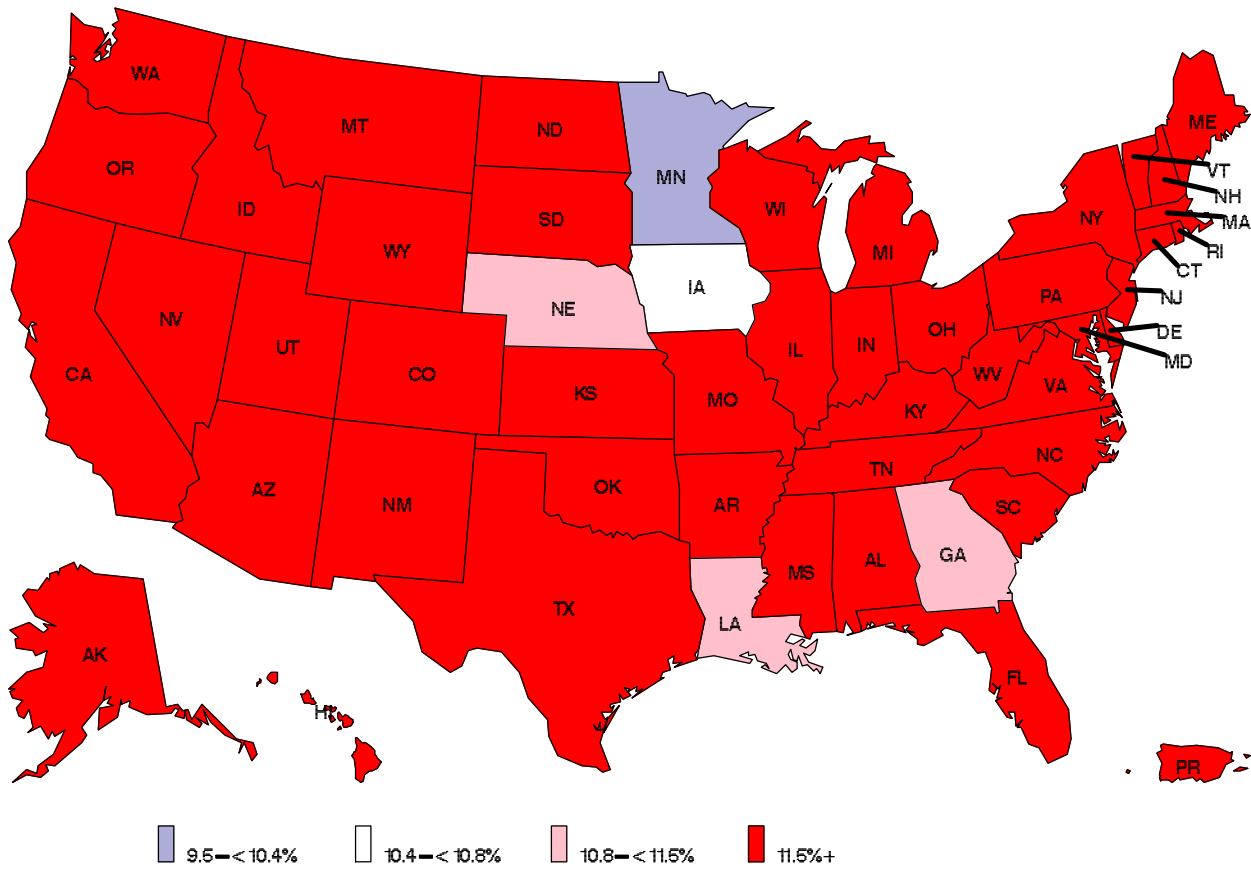 WA
MT
ND
MN
ME
OR
VT
MA
NH
ID
SD
WI
NY
WY
MI
RI
CT
IA
NE
PA
NJ
NV
OH
DE
UT
IL
IN
MD
CA
CO
WV
VA
KS
MO
KY
NC
TN
AZ
OK
NM
AR
SC
GA
MS
AL
TX
LA
AK
FL
HI
PR
9.5-<10.4%
10.4-<10.8%
10.8-<11.5%
11.5%+